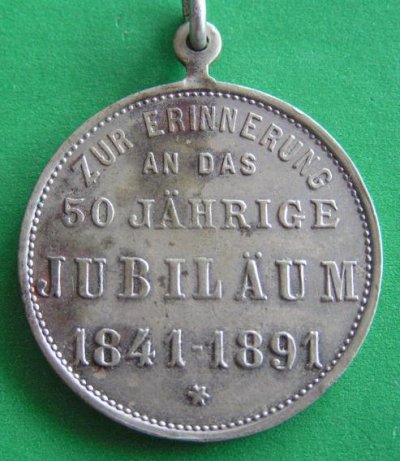 ZUR ERINNERUNG
AN DAS
50 JÄHRIGE
JUBILÄUM
1841-1891
*